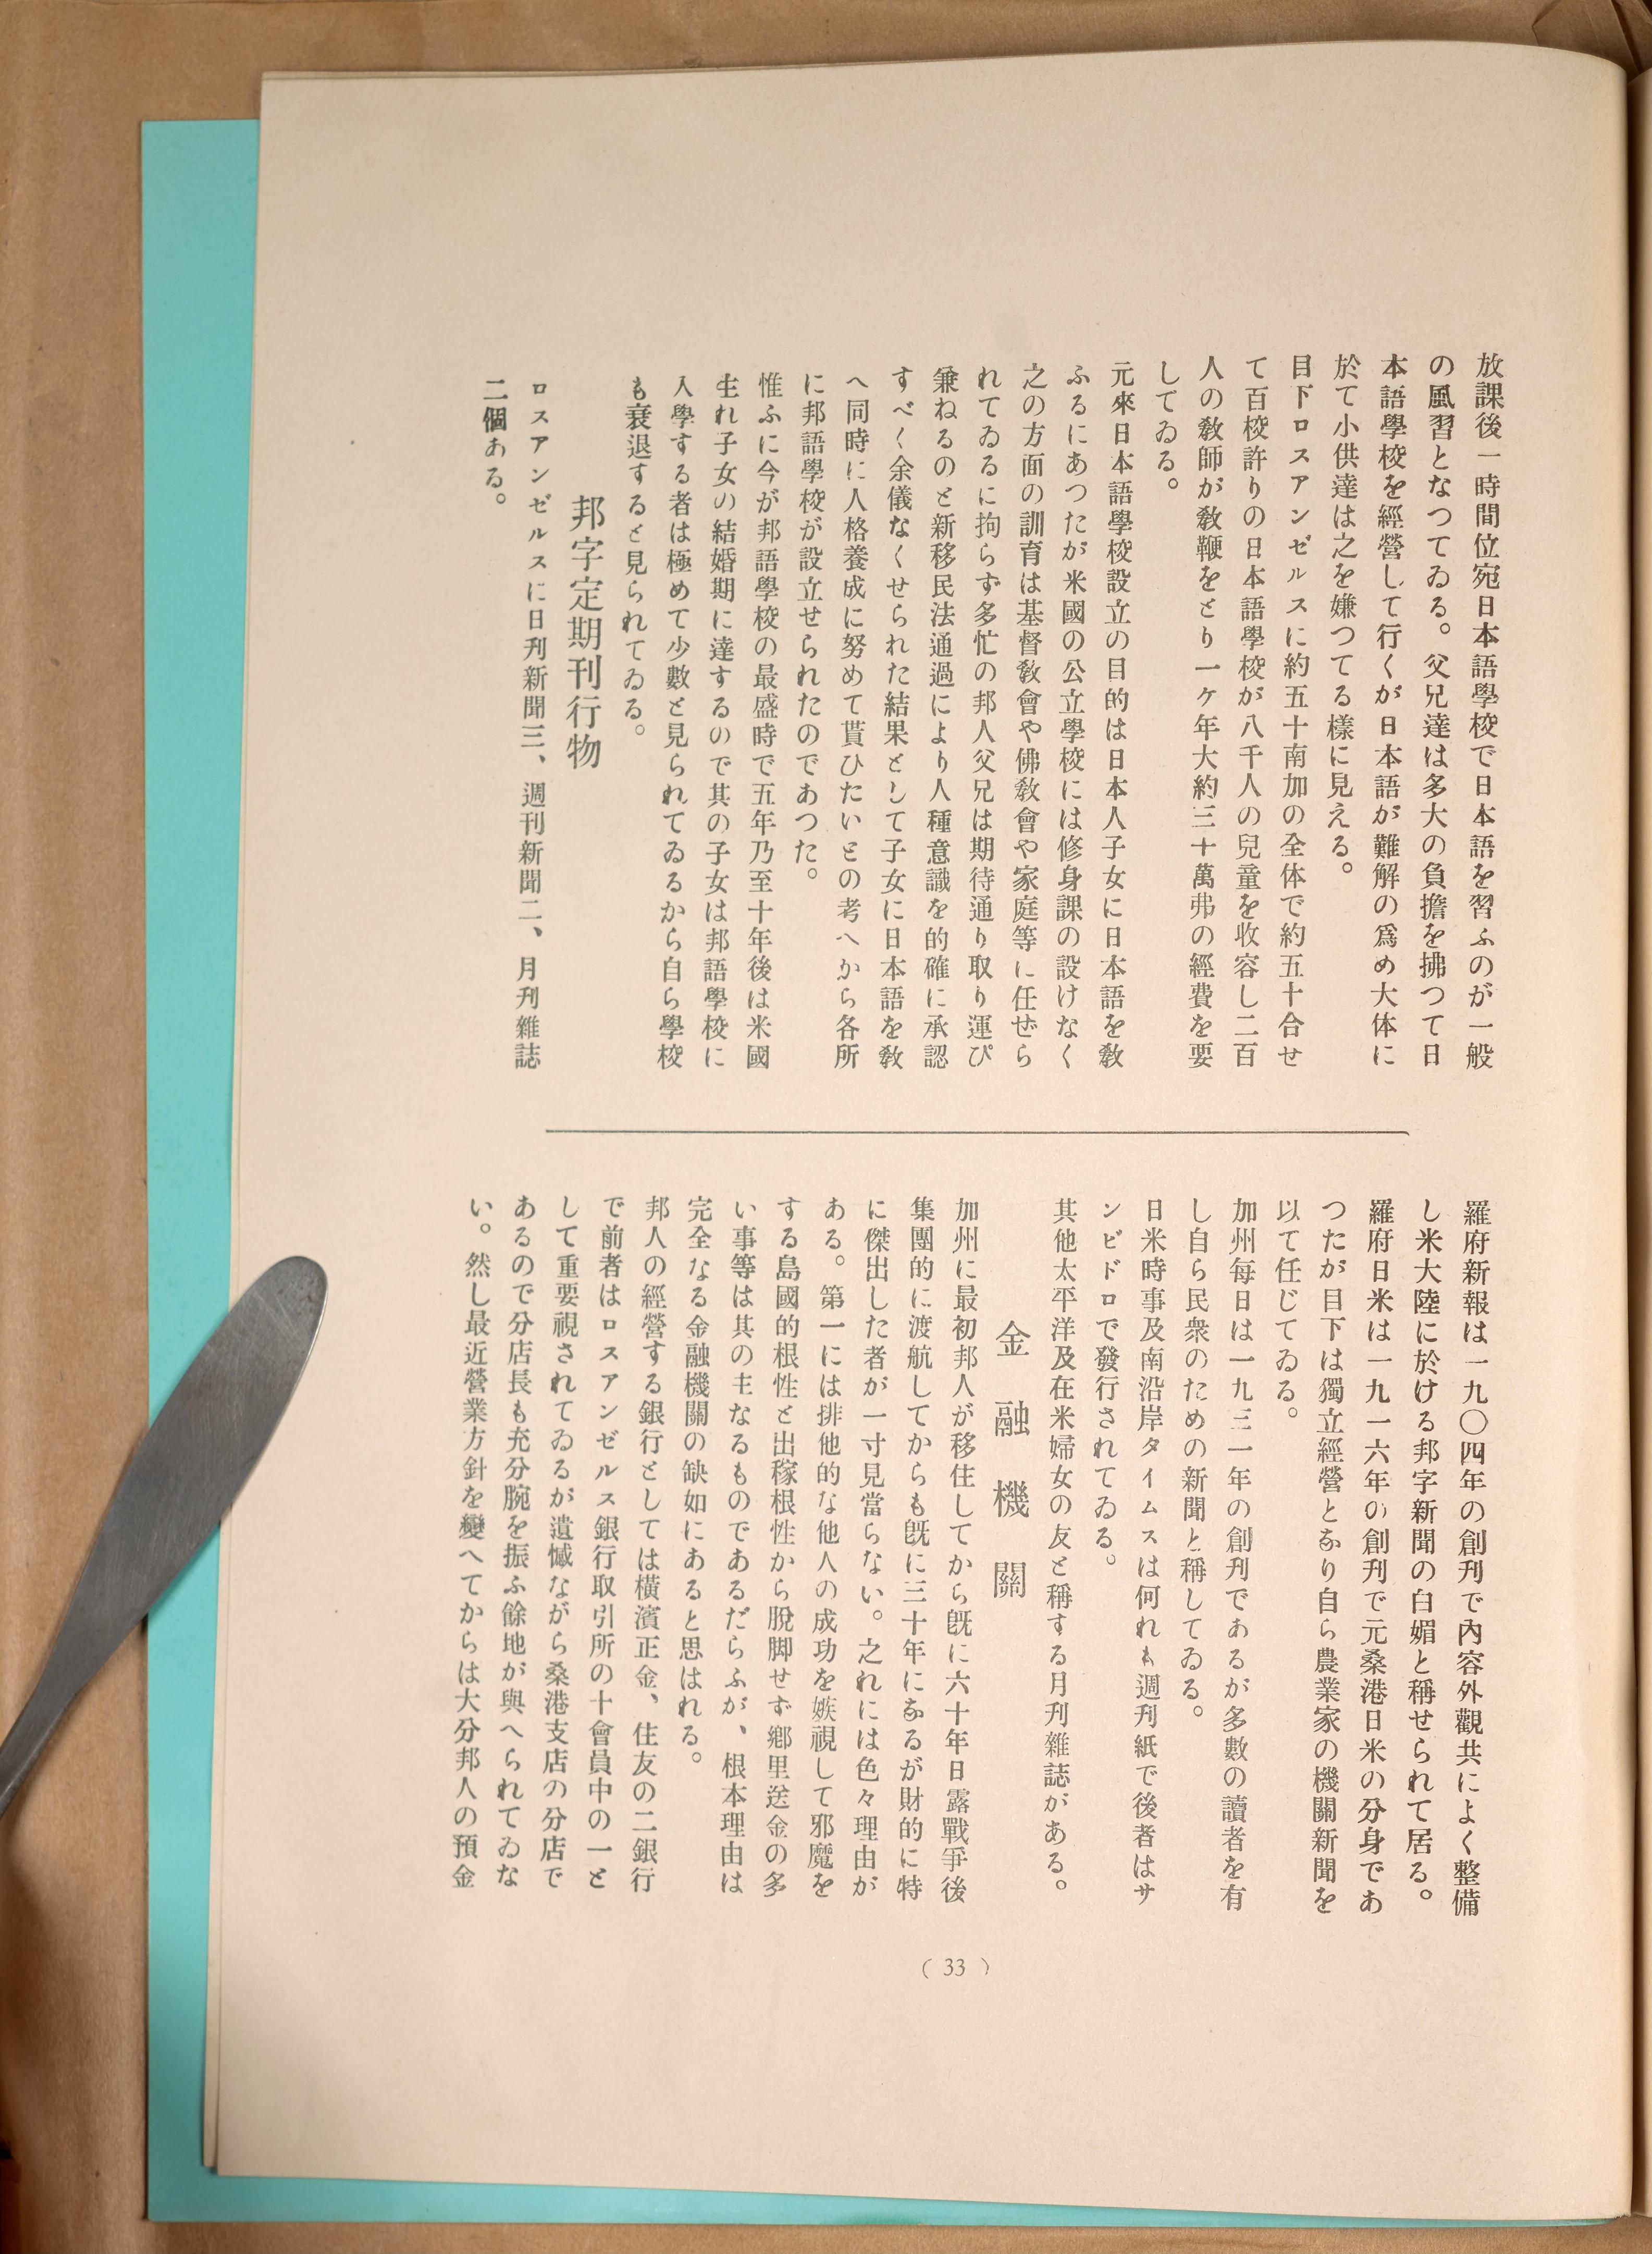 放課後一時間位宛日本語學校で日本語を習ふのが一般
の風習となつてゐる。父兄達は多大の負擔を拂つて日
本語學校を經營して行くが日本語が難解の爲め大体に
於て小供達は之を嫌つてる樣に見える。
目下ロスアンゼルスに約五十南加の全体で約五十合せ
て百校許りの日本語學校が八千人の兒童を收容し二百
人の敎師が敎鞭をとり一ケ年大約三十萬弗の經費を要
してゐる。
元來日本語學校設立の目的は日本人子女に日本語を敎
ふるにあつたが米國の公立學校には修身課の設けなく
之の方面の訓育は基督敎會や佛敎會や家庭等に任せら
れてゐるに拘らず多忙の邦人父兄は期待通り取り運び
兼ねるのと新移民法通過により人種意識を的確に承認
すべく余儀なくせられた結果として子女に日本語を敎
へ同時に人格養成に努めて貰ひたいとの考へから各所
に邦語學校が設立せられたのであつた。
惟ふに今が邦語學校の最盛時で五年乃至十年後は米國
生れ子女の結婚期に達するので其の子女は邦語學校に
入學する者は極めて少數と見られてゐるから自ら學校
も衰退すると見られてゐる。
邦字定期刊行物
ロスアンゼルスに日刊新聞三、週刊新聞二、月刊雜誌
二個ある。
羅府新報は一九〇四年の創刊で內容外觀共によく整備
し米大陸に於ける邦字新聞の白媚と稱せられて居る。
羅府日米は一九一六年の創刊で元桑港日米の分身であ
つたが目下は獨立經營となり自ら農業家の機關新聞を
以て任じてゐる。
加州每日は一九三一年の創刊であるが多數の讀者を有
し自ら民衆のための新聞と稱してゐる。
日米時事及南沿岸タイムスは何れも週刊紙で後者はサ
ンピドロで發行されてゐる。
其他太平洋及在米婦女の友と稱する月刊雜誌がある。
金融機關
加州に最初邦人が移住してから旣に六十年日露戰爭後
集團的に渡航してからも旣に三十年になるが財的に特
に傑出した者が一寸見當らない。之れには色々理由が
ある。第一には排他的な他人の成功を嫉視して邪魔を
する島國的根性と出稼根性から脫脚せず鄕里送金の多
い事等は其の主なるものであるだらふが、根本理由は
完全なる金融機關の缺如にあると思はれる。
邦人の經營する銀行としては橫濱正金、住友の二銀行
で前者はロスアンゼルス銀行取引所の十會員中の一と
して重要視されてゐるが遺憾ながら桑港支店の分店で
あるので分店長も充分腕を振ふ餘地が與へられてゐな
い。然し最近營業方針を變へてからは大分邦人の預金
( 33 )